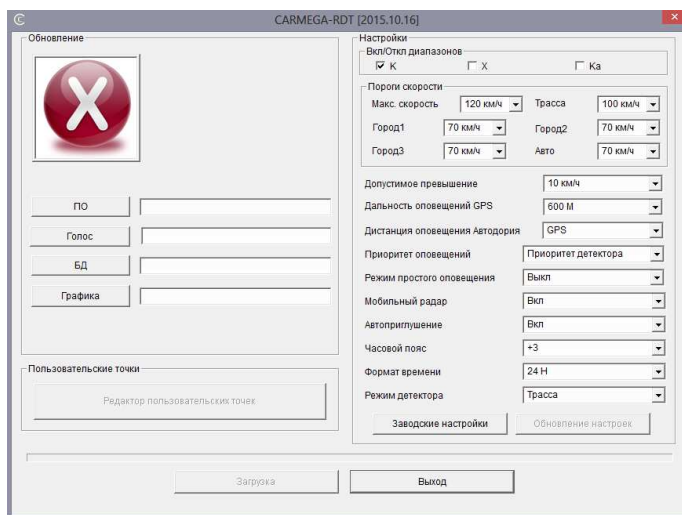 CARMEGA-RDT [2015.10.16]
Обновление
ПО
Голос
БД
Графика
Пользовательские точки
Редактор пользовательских точек
Настройки
Вкл/Откл диапазонов
K X Ka
Пороги скорости
Макс. скорость 120 км/ч Трасса 100 км/ч
Город1 70 км/ч Город2 70 км/ч
Город3 70 км/ч Авто 70 км/ч
Допустимое превышение 10 км/ч
Дальность оповещений GPS 600 М
Дистанция оповещения Автодория GPS
Приоритет оповещений Приоритет детектора
Режим простого оповещения Выкл
Мобильный радар Вкл
Автоприглушение Вкл
Часовой пояс +3
Формат времени 24 H
Режим детектора Трасса
Заводские настройки Обновление настроек
Загрузка Выход